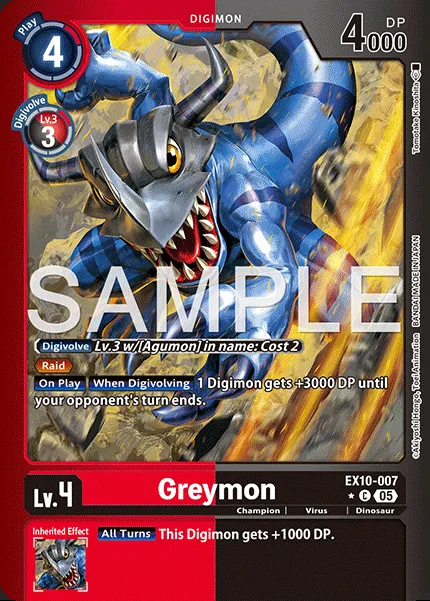 DIGIMON
Play
4
DP
4000
Digivolve
Lv.3
3
Tomotake Kinoshita
©Akiyoshi Hongo, Toei Animation BANDAI MADE IN JAPAN
SAMPLE
Digivolve Lv.3 w/[Agumon] in name: Cost 2
Raid
On Play When Digivolving 1 Digimon gets +3000 DP until
your opponent's turn ends.
EX10-007
Lv.4 Greymon ★ C 05
Champion | Virus | Dinosaur
Inherited Effect
All Turns This Digimon gets +1000 DP.